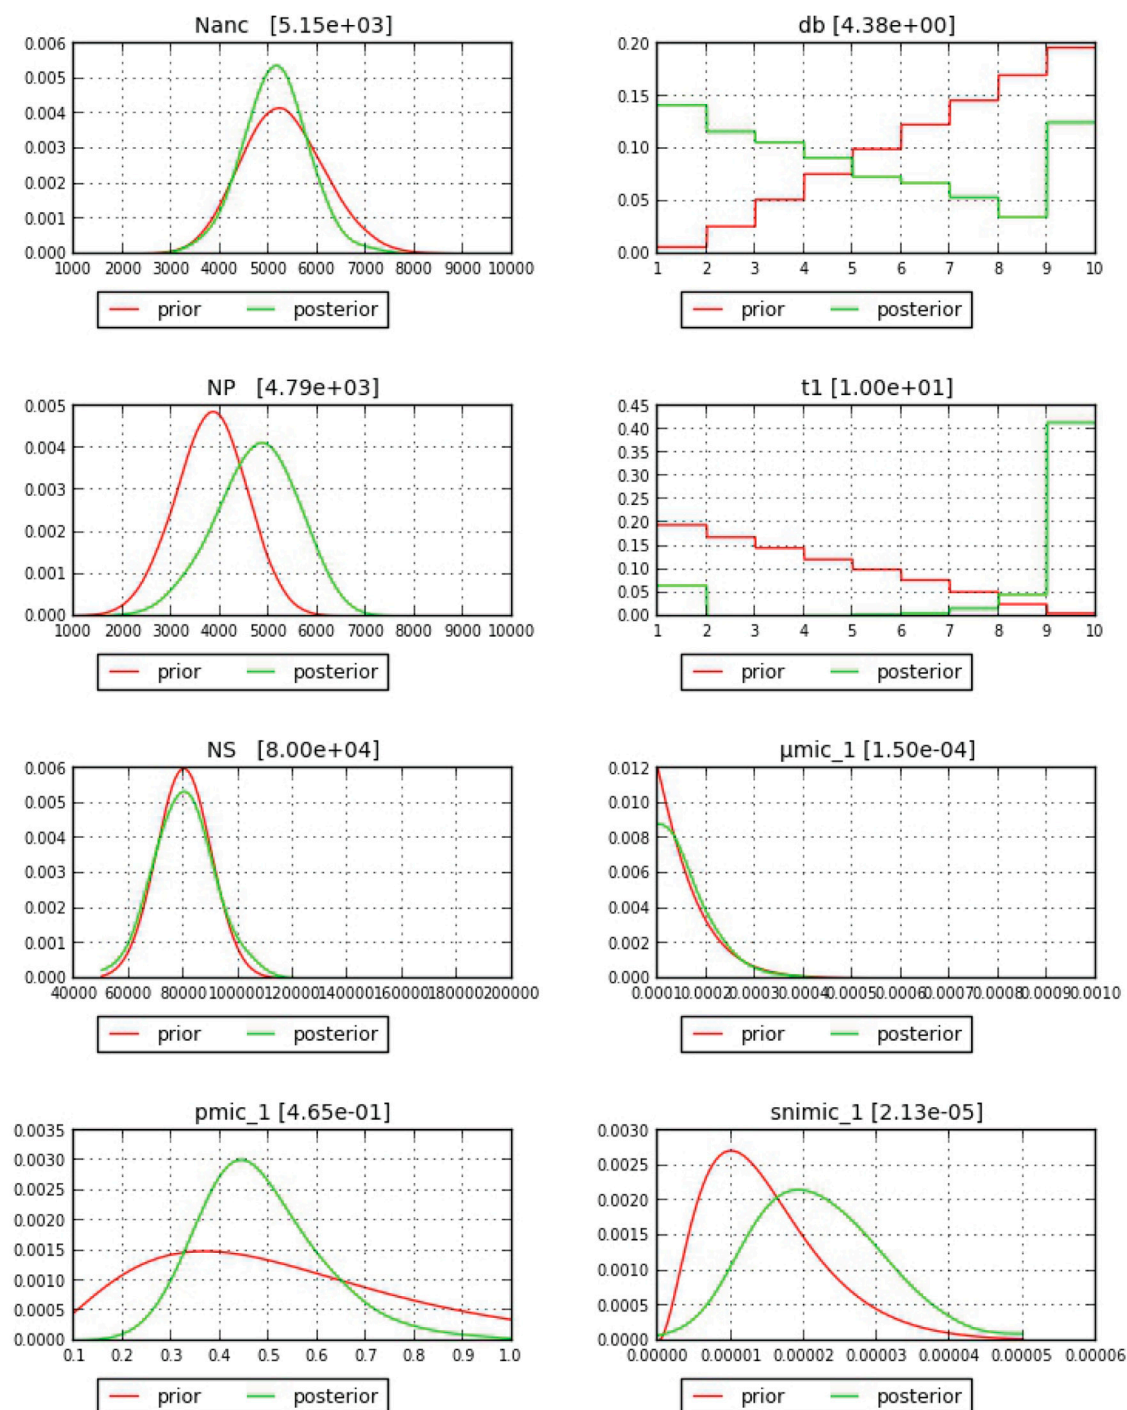 Nanc [5.15e+03]
0.006
0.005
0.004
0.003
0.002
0.001
0.000
1000 2000 3000 4000 5000 6000 7000 8000 9000 10000
prior posterior
db [4.38e+00]
0.20
0.15
0.10
0.05
0.00
1 2 3 4 5 6 7 8 9 10
prior posterior
NP [4.79e+03]
0.005
0.004
0.003
0.002
0.001
0.000
1000 2000 3000 4000 5000 6000 7000 8000 9000 10000
prior posterior
t1 [1.00e+01]
0.45
0.40
0.35
0.30
0.25
0.20
0.15
0.10
0.05
0.00
1 2 3 4 5 6 7 8 9 10
prior posterior
NS [8.00e+04]
0.006
0.005
0.004
0.003
0.002
0.001
0.000
40000 60000 80000 100000 120000 140000 160000 180000 200000
prior posterior
µmic_1 [1.50e-04]
0.012
0.010
0.008
0.006
0.004
0.002
0.000
0.0001 0.0002 0.0003 0.0004 0.0005 0.0006 0.0007 0.0008 0.0009 0.0010
prior posterior
pmic_1 [4.65e-01]
0.0035
0.0030
0.0025
0.0020
0.0015
0.0010
0.0005
0.0000
0.1 0.2 0.3 0.4 0.5 0.6 0.7 0.8 0.9 1.0
prior posterior
snimic_1 [2.13e-05]
0.0030
0.0025
0.0020
0.0015
0.0010
0.0005
0.0000
0.00000 0.00001 0.00002 0.00003 0.00004 0.00005 0.00006
prior posterior